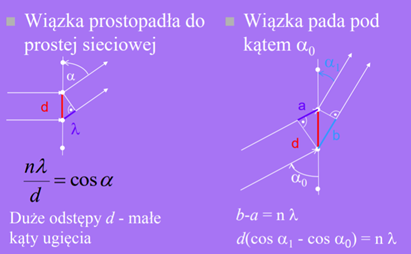 Wiązka prostopadła do
prostej sieciowej
α
d
λ
nλ/d = cos α
Duże odstępy d - małe
kąty ugięcia
Wiązka pada pod
kątem α₀
α₁
a
d
b
α₀
b-a = n λ
d(cos α₁ - cos α₀) = n λ